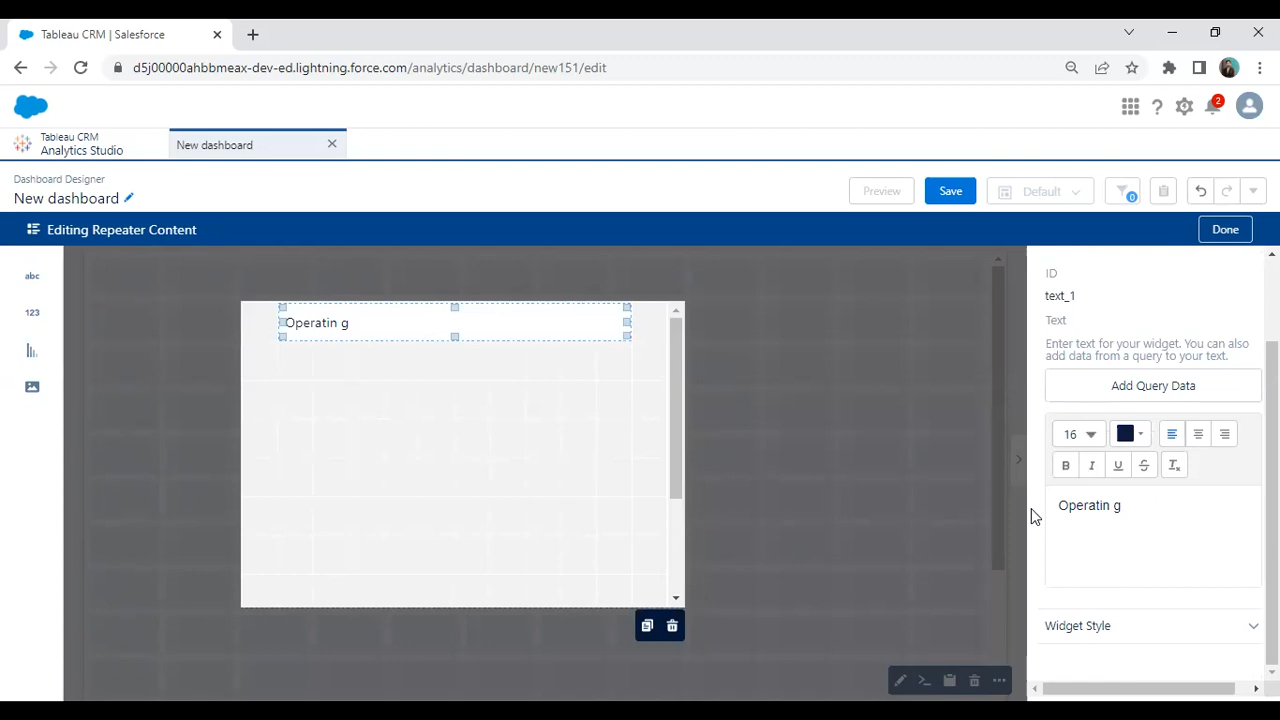 Tableau CRM | Salesforce
d5j00000ahbbmeax-dev-ed.lightning.force.com/analytics/dashboard/new151/edit
2
Tableau CRM
Analytics Studio
New dashboard
Dashboard Designer
New dashboard
Preview
Save
Default
0
Editing Repeater Content
Done
abc
123
Operatin g
ID
text_1
Text
Enter text for your widget. You can also
add data from a query to your text.
Add Query Data
16
B I U S Tx
Operatin g
Widget Style